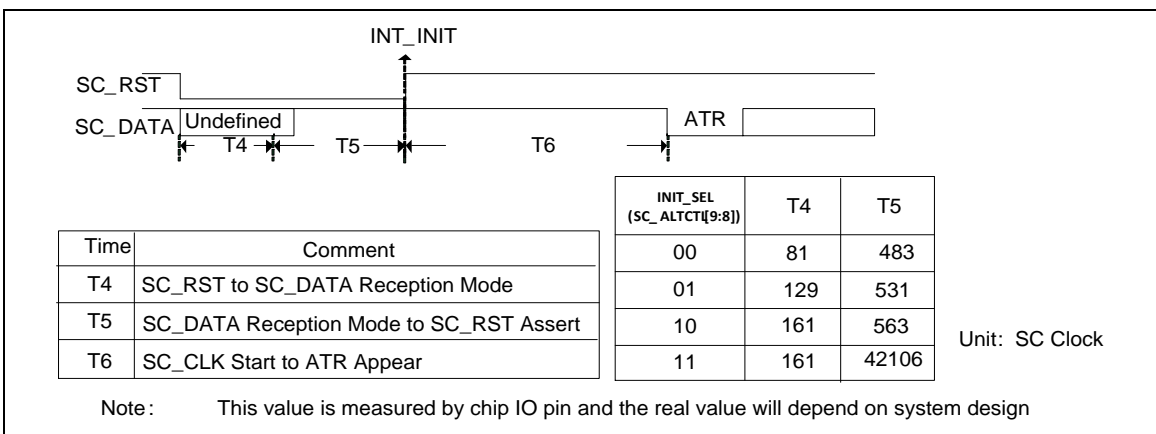 INT_INIT
SC_RST
SC_DATA Undefined ATR
T4 T5 T6
INIT_SEL
(SC_ALTCTL[9:8]) T4 T5
00 81 483
01 129 531
10 161 563
11 161 42106
Unit: SC Clock
Time Comment
T4 SC_RST to SC_DATA Reception Mode
T5 SC_DATA Reception Mode to SC_RST Assert
T6 SC_CLK Start to ATR Appear
Note: This value is measured by chip IO pin and the real value will depend on system design